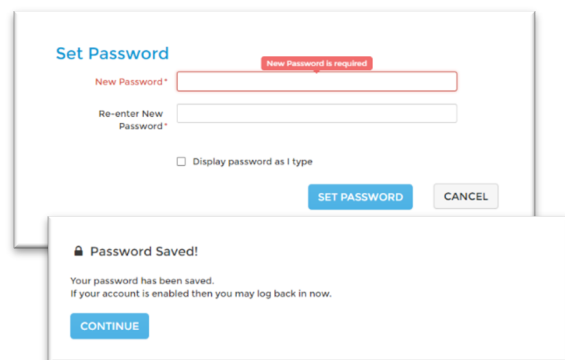 Set Password
New Password is required
New Password*
Re-enter New
Password*
Display password as I type
SET PASSWORD CANCEL
Password Saved!
Your password has been saved.
If your account is enabled then you may log back in now.
CONTINUE